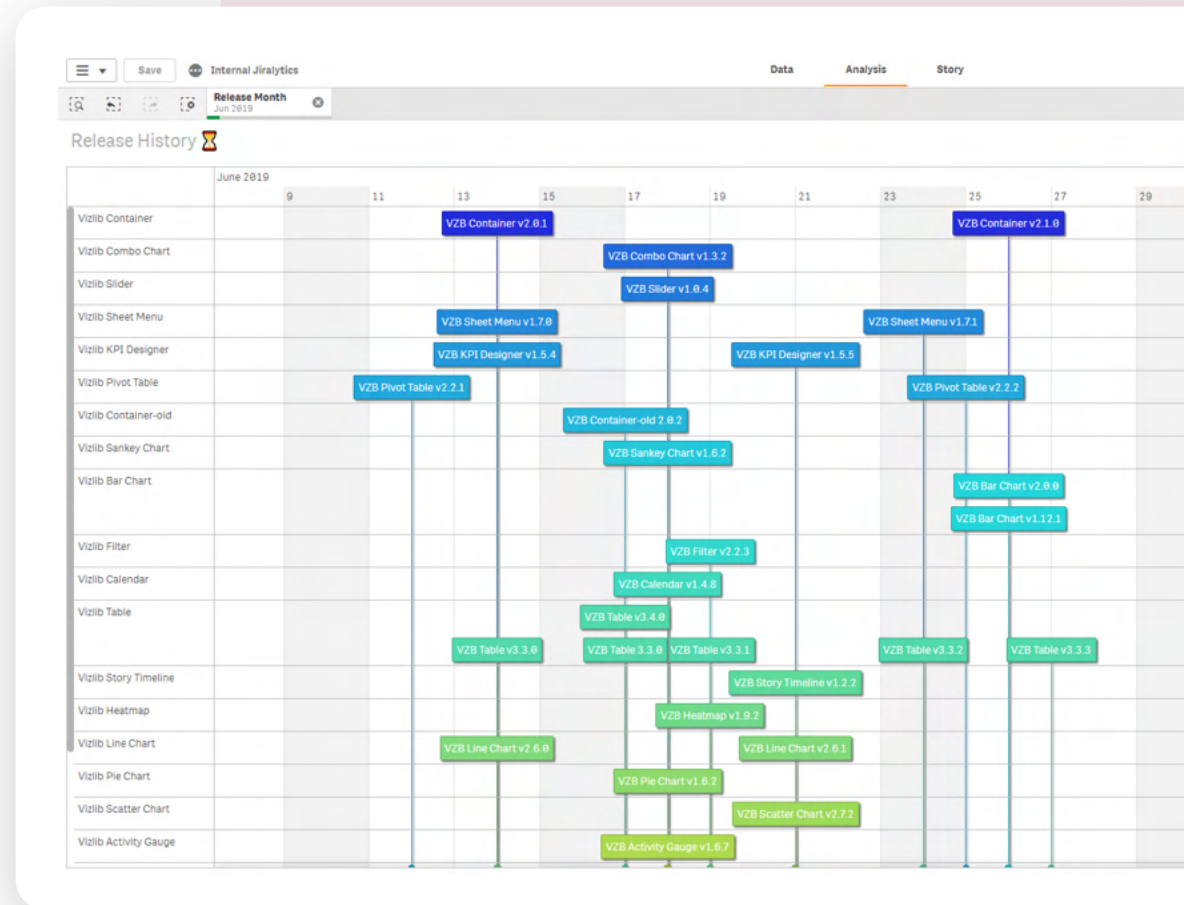 Save
Internal Jiralytics
Data
Analysis
Story
Release Month
Jun 2019
Release History
June 2019
9 11 13 15 17 19 21 23 25 27 29
Vizlib Container
VZB Container v2.0.1
VZB Container v2.1.0
Vizlib Combo Chart
VZB Combo Chart v1.3.2
Vizlib Slider
VZB Slider v1.0.4
Vizlib Sheet Menu
VZB Sheet Menu v1.7.0
VZB Sheet Menu v1.7.1
Vizlib KPI Designer
VZB KPI Designer v1.5.4
VZB KPI Designer v1.5.5
Vizlib Pivot Table
VZB Pivot Table v2.2.1
VZB Pivot Table v2.2.2
Vizlib Container-old
VZB Container-old 2.0.2
Vizlib Sankey Chart
VZB Sankey Chart v1.6.2
Vizlib Bar Chart
VZB Bar Chart v2.0.0
VZB Bar Chart v1.12.1
Vizlib Filter
VZB Filter v2.2.3
Vizlib Calendar
VZB Calendar v1.4.8
Vizlib Table
VZB Table v3.4.0
VZB Table v3.3.0
VZB Table 3.3.0
VZB Table v3.3.1
VZB Table v3.3.2
VZB Table v3.3.3
Vizlib Story Timeline
VZB Story Timeline v1.2.2
Vizlib Heatmap
VZB Heatmap v1.9.2
Vizlib Line Chart
VZB Line Chart v2.6.0
VZB Line Chart v2.6.1
Vizlib Pie Chart
VZB Pie Chart v1.6.2
Vizlib Scatter Chart
VZB Scatter Chart v2.7.2
Vizlib Activity Gauge
VZB Activity Gauge v1.6.7